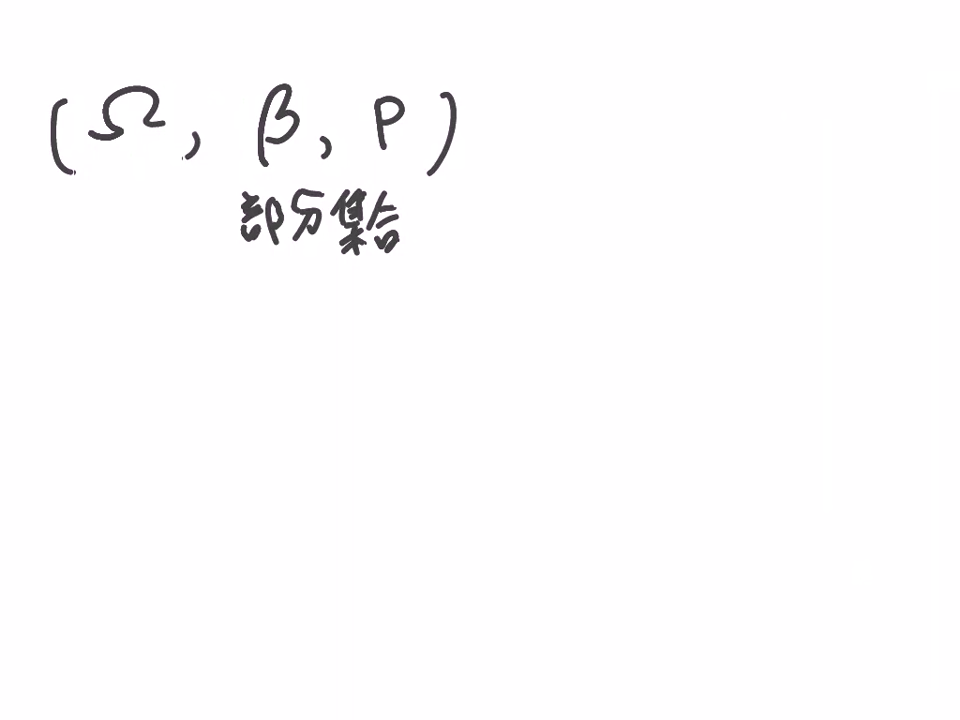 (Ω, β, P)
部分集合